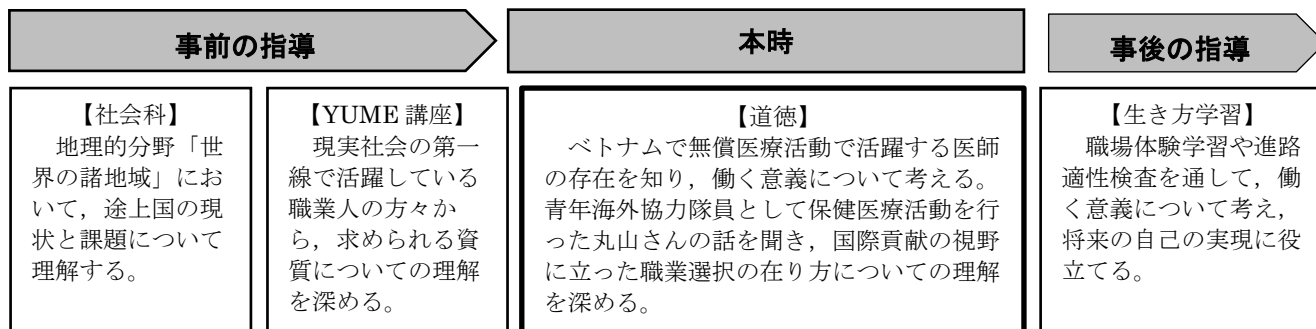 事前の指導
本時
事後の指導
【社会科】
地理的分野「世
界の諸地域」にお
いて，途上国の現
状と課題について
理解する。
【YUME 講座】
現実社会の第一
線で活躍している
職業人の方々か
ら，求められる資
質についての理解
を深める。
【道徳】
ベトナムで無償医療活動で活躍する医師
の存在を知り，働く意義について考える。
青年海外協力隊員として保健医療活動を行
った丸山さんの話を聞き，国際貢献の視野
に立った職業選択の在り方についての理解
を深める。
【生き方学習】
職場体験学習や進路
適性検査を通して，働
く意義について考え，
将来の自己の実現に役
立てる。